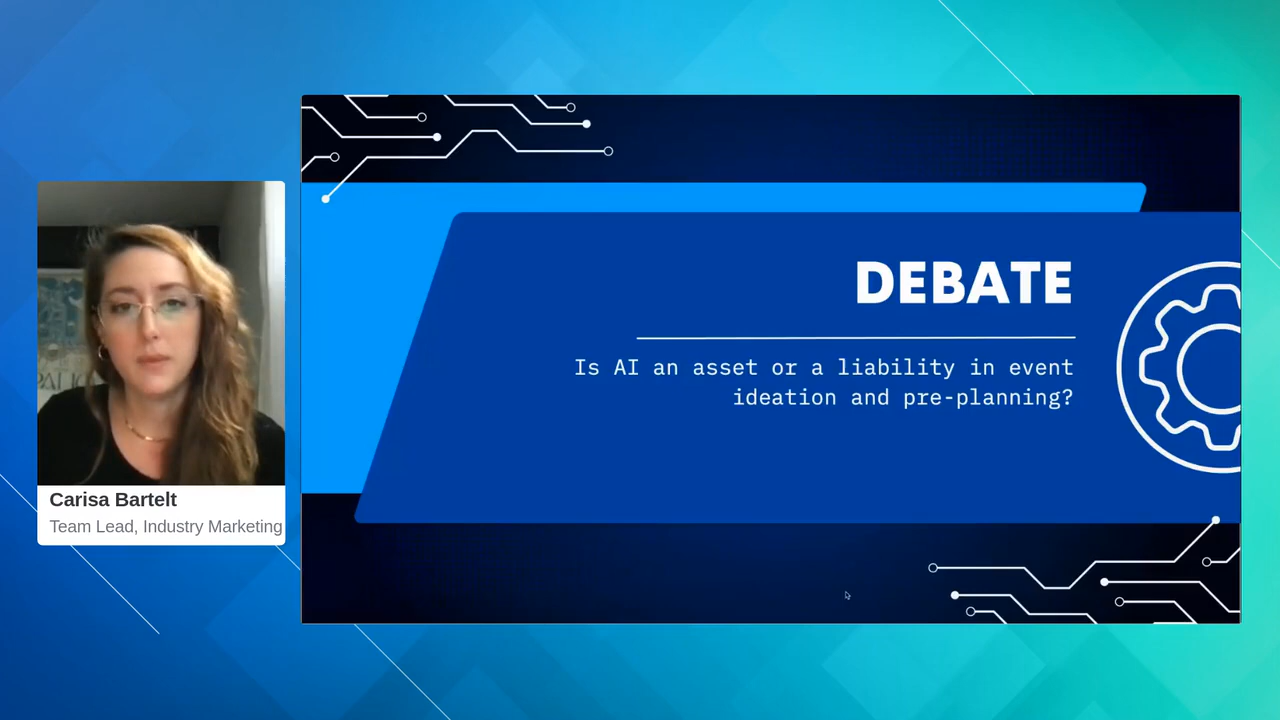 DEBATE
Is AI an asset or a liability in event
ideation and pre-planning?
Carisa Bartelt
Team Lead, Industry Marketing